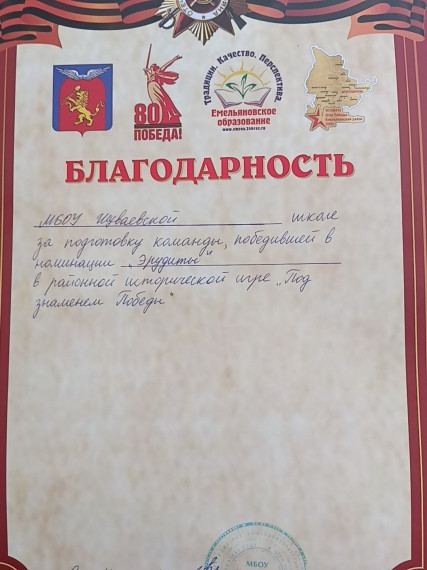 80
ПОБЕДА!
Традиции. Качество. Перспектива.
Емельяновское
образование
БЛАГОДАРНОСТЬ
МБОУ Шуваевской школе
за подготовку команды, победившей в
номинации „Эрудиты"
в районной исторической игре „Под
знаменем Победы"
МБОУ